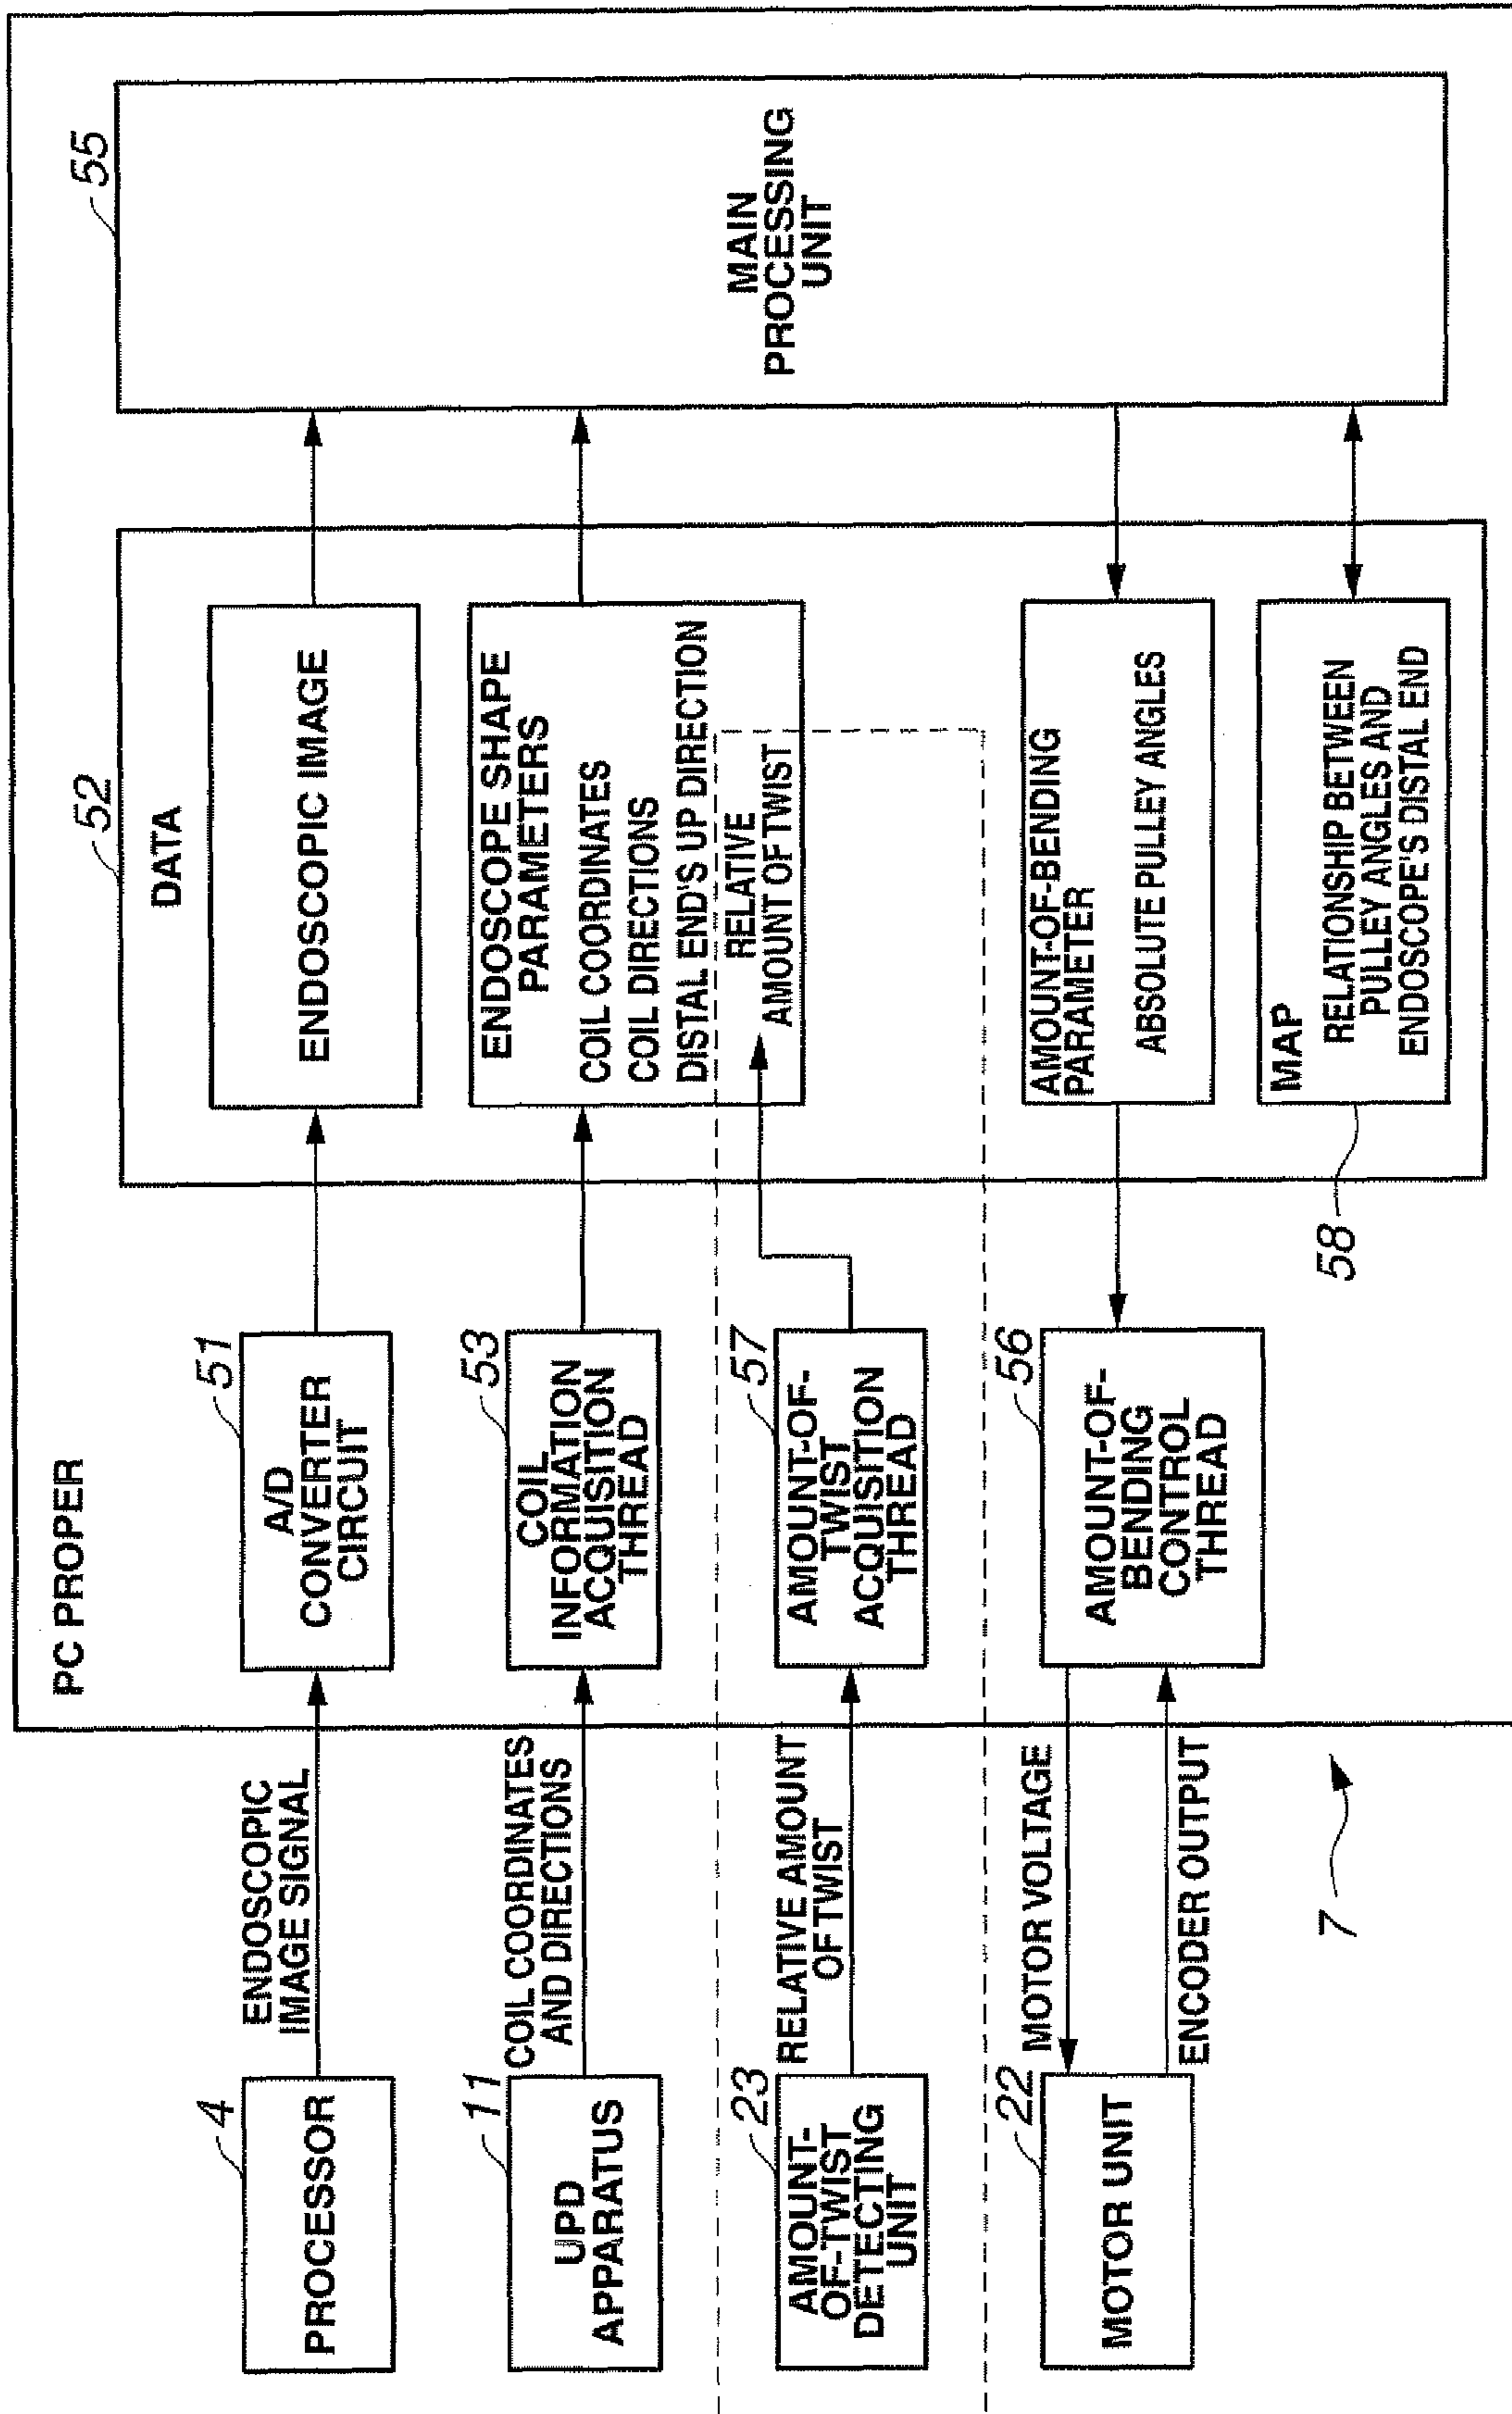 PC PROPER
4
PROCESSOR
ENDOSCOPIC
IMAGE SIGNAL
51
A/D
CONVERTER
CIRCUIT
52
DATA
ENDOSCOPIC IMAGE
55
MAIN
PROCESSING
UNIT
11
UPD
APPARATUS
COIL COORDINATES
AND DIRECTIONS
53
COIL
INFORMATION
ACQUISITION
THREAD
ENDOSCOPE SHAPE
PARAMETERS
COIL COORDINATES
COIL DIRECTIONS
DISTAL END'S UP DIRECTION
RELATIVE
AMOUNT OF TWIST
23
AMOUNT-
OF-TWIST
DETECTING
UNIT
RELATIVE AMOUNT
OF TWIST
57
AMOUNT-OF-
TWIST
ACQUISITION
THREAD
22
MOTOR UNIT
MOTOR VOLTAGE
ENCODER OUTPUT
56
AMOUNT-OF-
BENDING
CONTROL
THREAD
AMOUNT-OF-BENDING
PARAMETER
ABSOLUTE PULLEY ANGLES
58
MAP
RELATIONSHIP BETWEEN
PULLEY ANGLES AND
ENDOSCOPE'S DISTAL END
7